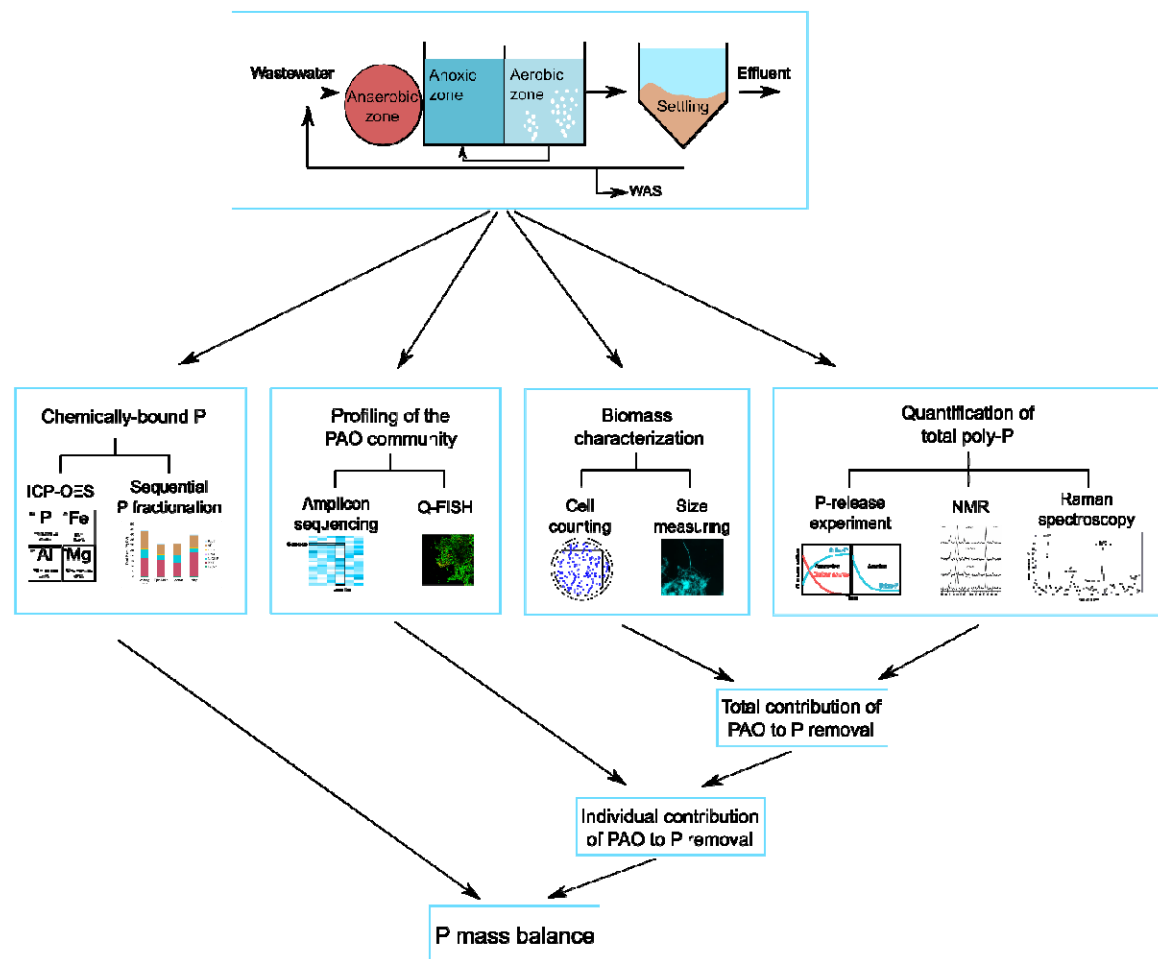 Wastewater
Anaerobic
zone
Anoxic
zone
Aerobic
zone
Settling
Effluent
WAS
Chemically-bound P
ICP-OES
Sequential
P fractionation
P
Fe
Al
Mg
Profiling of the
PAO community
Amplicon
sequencing
Q-FISH
Biomass
characterization
Cell
counting
Size
measuring
Quantification of
total poly-P
P-release
experiment
NMR
Raman
spectroscopy
Total contribution of
PAO to P removal
Individual contribution
of PAO to P removal
P mass balance